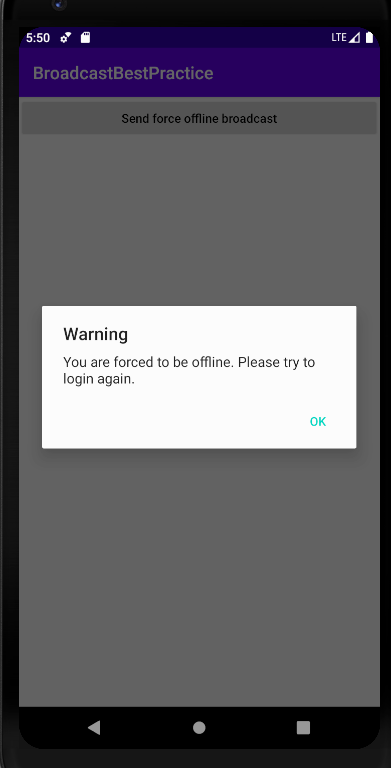 5:50 LTE
BroadcastBestPractice
Send force offline broadcast
Warning
You are forced to be offline. Please try to
login again.
OK